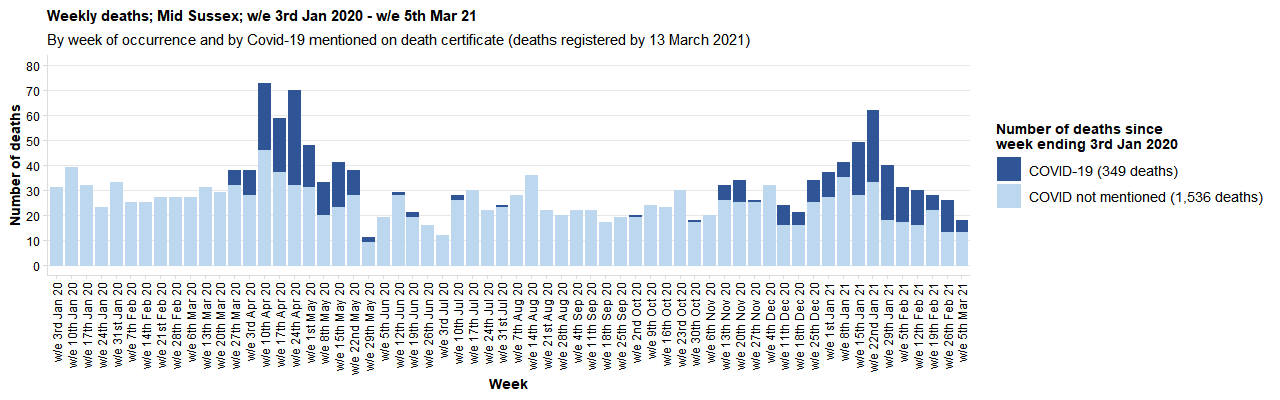 Weekly deaths; Mid Sussex; w/e 3rd Jan 2020 - w/e 5th Mar 21
By week of occurrence and by Covid-19 mentioned on death certificate (deaths registered by 13 March 2021)
Number of deaths
80
70
60
50
40
30
20
10
0
w/e 3rd Jan 20
w/e 10th Jan 20
w/e 17th Jan 20
w/e 24th Jan 20
w/e 31st Jan 20
w/e 7th Feb 20
w/e 14th Feb 20
w/e 21st Feb 20
w/e 28th Feb 20
w/e 6th Mar 20
w/e 13th Mar 20
w/e 20th Mar 20
w/e 27th Mar 20
w/e 3rd Apr 20
w/e 10th Apr 20
w/e 17th Apr 20
w/e 24th Apr 20
w/e 1st May 20
w/e 8th May 20
w/e 15th May 20
w/e 22nd May 20
w/e 29th May 20
w/e 5th Jun 20
w/e 12th Jun 20
w/e 19th Jun 20
w/e 26th Jun 20
w/e 3rd Jul 20
w/e 10th Jul 20
w/e 17th Jul 20
w/e 24th Jul 20
w/e 31st Jul 20
w/e 7th Aug 20
w/e 14th Aug 20
w/e 21st Aug 20
w/e 28th Aug 20
w/e 4th Sep 20
w/e 11th Sep 20
w/e 18th Sep 20
w/e 25th Sep 20
w/e 2nd Oct 20
w/e 9th Oct 20
w/e 16th Oct 20
w/e 23rd Oct 20
w/e 30th Oct 20
w/e 6th Nov 20
w/e 13th Nov 20
w/e 20th Nov 20
w/e 27th Nov 20
w/e 4th Dec 20
w/e 11th Dec 20
w/e 18th Dec 20
w/e 25th Dec 20
w/e 1st Jan 21
w/e 8th Jan 21
w/e 15th Jan 21
w/e 22nd Jan 21
w/e 29th Jan 21
w/e 5th Feb 21
w/e 12th Feb 21
w/e 19th Feb 21
w/e 26th Feb 21
w/e 5th Mar 21
Week
Number of deaths since
week ending 3rd Jan 2020
COVID-19 (349 deaths)
COVID not mentioned (1,536 deaths)